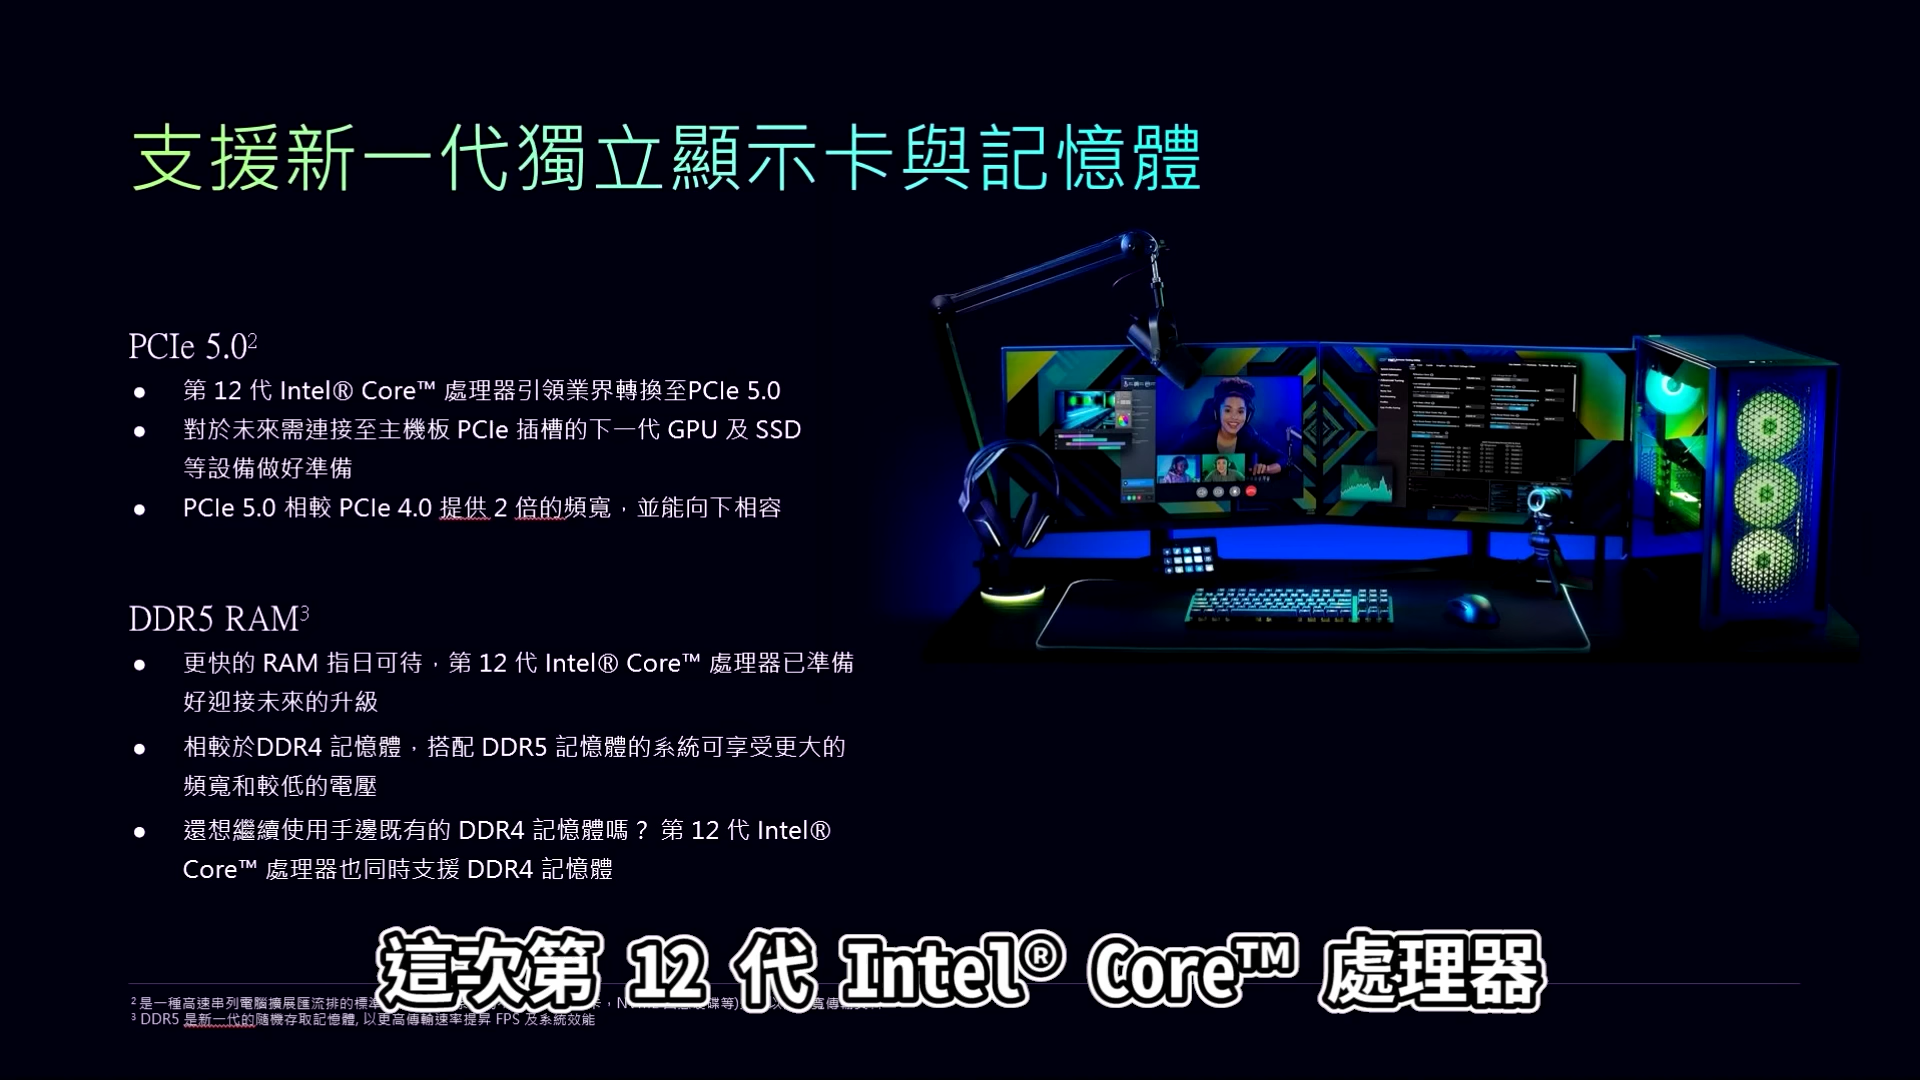 支援新一代獨立顯示卡與記憶體
PCIe 5.0²
● 第 12 代 Intel® Core™ 處理器引領業界轉換至PCIe 5.0
● 對於未來需連接至主機板 PCIe 插槽的下一代 GPU 及 SSD
等設備做好準備
● PCIe 5.0 相較 PCIe 4.0 提供 2 倍的頻寬，並能向下相容
DDR5 RAM³
● 更快的 RAM 指日可待，第 12 代 Intel® Core™ 處理器已準備
好迎接未來的升級
● 相較於DDR4 記憶體，搭配 DDR5 記憶體的系統可享受更大的
頻寬和較低的電壓
● 還想繼續使用手邊既有的 DDR4 記憶體嗎？ 第 12 代 Intel®
Core™ 處理器也同時支援 DDR4 記憶體
這次第 12 代 Intel® Core™ 處理器
² 是一種高速串列電腦擴展匯流排的標準
³ DDR5 是新一代的隨機存取記憶體, 以更高傳輸速率提昇 FPS 及系統效能